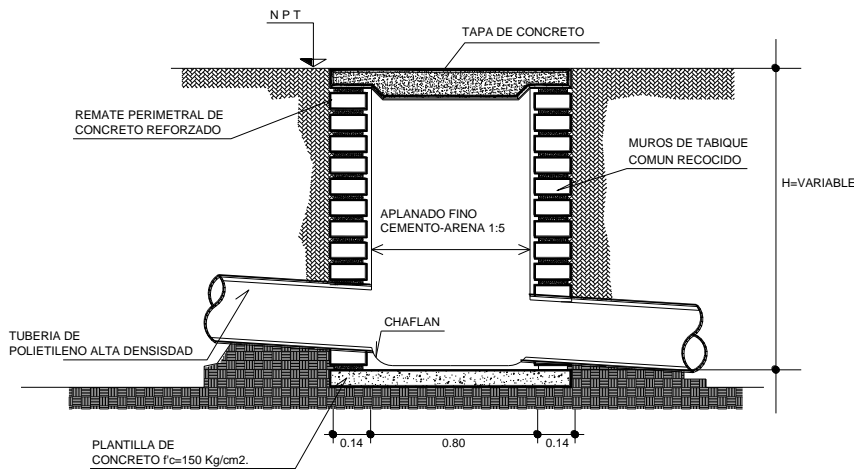 N P T
TAPA DE CONCRETO
REMATE PERIMETRAL DE
CONCRETO REFORZADO
MUROS DE TABIQUE
COMUN RECOCIDO
H=VARIABLE
APLANADO FINO
CEMENTO-ARENA 1:5
CHAFLAN
TUBERIA DE
POLIETILENO ALTA DENSISDAD
PLANTILLA DE
CONCRETO f'c=150 Kg/cm2.
0.14
0.80
0.14